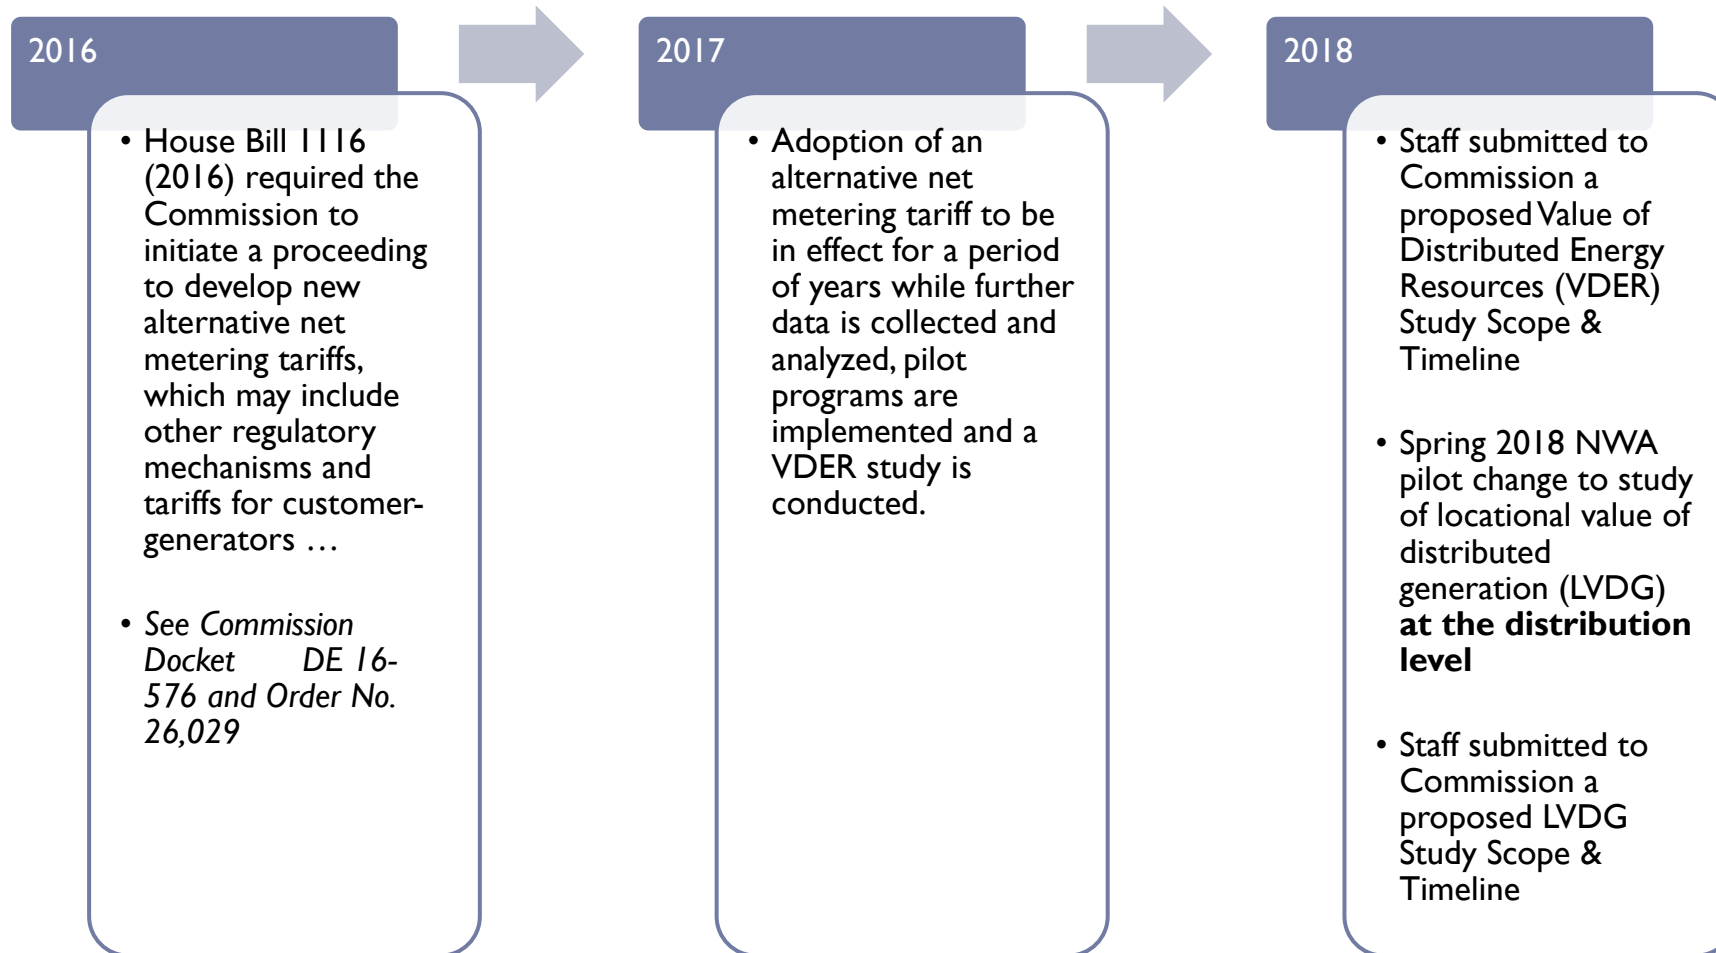 2016
• House Bill 1116
(2016) required the
Commission to
initiate a proceeding
to develop new
alternative net
metering tariffs,
which may include
other regulatory
mechanisms and
tariffs for customer-
generators …
• See Commission
Docket DE 16-
576 and Order No.
26,029
2017
• Adoption of an
alternative net
metering tariff to be
in effect for a period
of years while further
data is collected and
analyzed, pilot
programs are
implemented and a
VDER study is
conducted.
2018
• Staff submitted to
Commission a
proposed Value of
Distributed Energy
Resources (VDER)
Study Scope &
Timeline
• Spring 2018 NWA
pilot change to study
of locational value of
distributed
generation (LVDG)
at the distribution
level
• Staff submitted to
Commission a
proposed LVDG
Study Scope &
Timeline